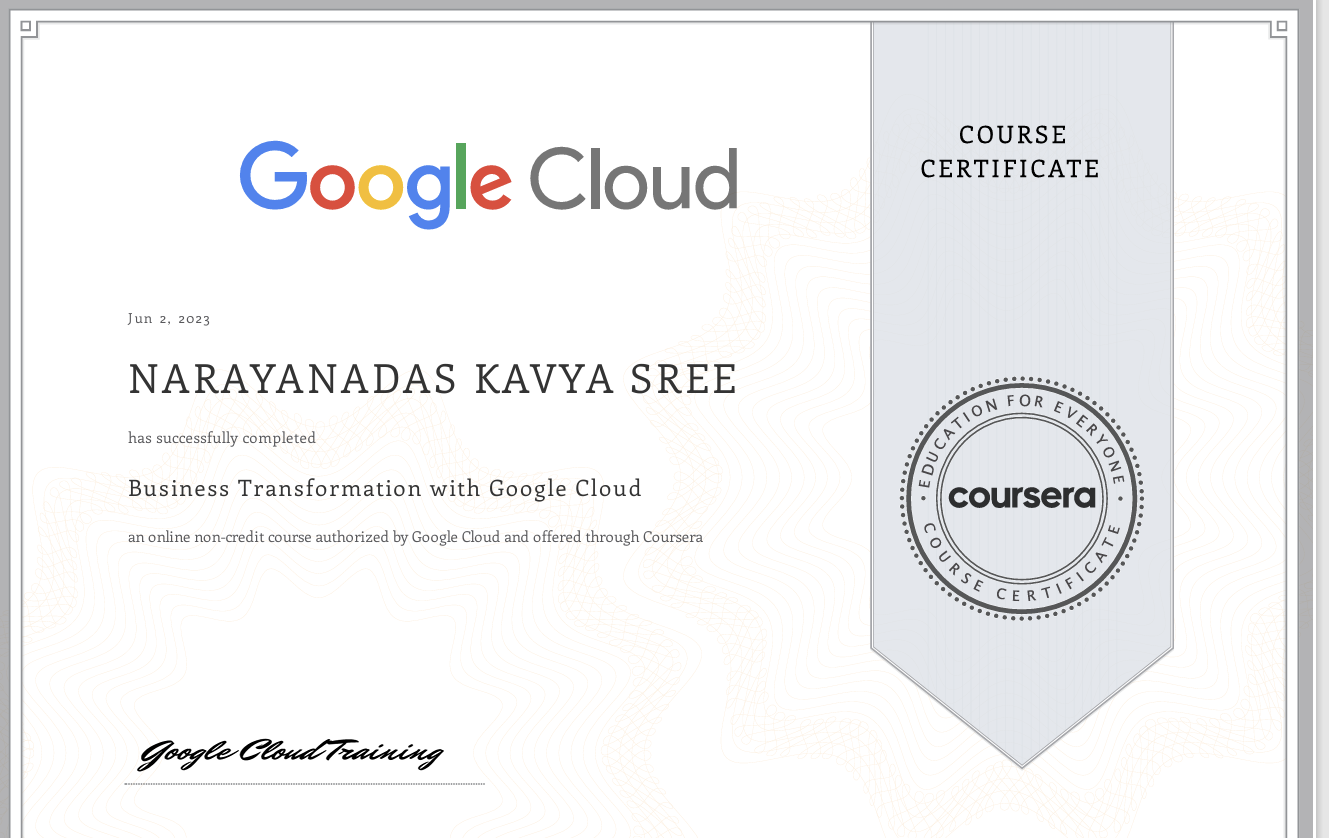 Google Cloud
COURSE
CERTIFICATE
Jun 2, 2023
NARAYANADAS KAVYA SREE
has successfully completed
Business Transformation with Google Cloud
an online non-credit course authorized by Google Cloud and offered through Coursera
EDUCATION FOR EVERYONE
coursera
COURSE CERTIFICATE
Google Cloud Training